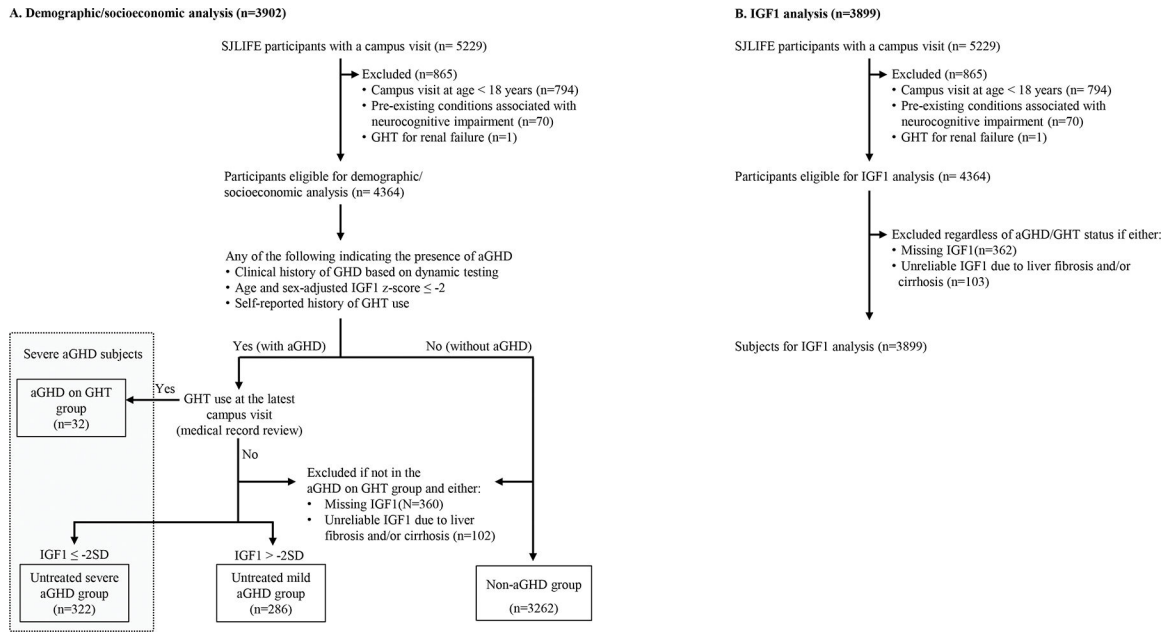 A. Demographic/socioeconomic analysis (n=3902)
SJLIFE participants with a campus visit (n= 5229)
Excluded (n=865)
• Campus visit at age < 18 years (n=794)
• Pre-existing conditions associated with
neurocognitive impairment (n=70)
• GHT for renal failure (n=1)
Participants eligible for demographic/
socioeconomic analysis (n= 4364)
Any of the following indicating the presence of aGHD
• Clinical history of GHD based on dynamic testing
• Age and sex-adjusted IGF1 z-score ≤ -2
• Self-reported history of GHT use
Yes (with aGHD)
No (without aGHD)
Severe aGHD subjects
aGHD on GHT
group
(n=32)
Yes
GHT use at the latest
campus visit
(medical record review)
No
Excluded if not in the
aGHD on GHT group and either:
• Missing IGF1(N=360)
• Unreliable IGF1 due to liver
fibrosis and/or cirrhosis (n=102)
IGF1 ≤ -2SD
Untreated severe
aGHD group
(n=322)
IGF1 > -2SD
Untreated mild
aGHD group
(n=286)
Non-aGHD group
(n=3262)
B. IGF1 analysis (n=3899)
SJLIFE participants with a campus visit (n= 5229)
Excluded (n=865)
• Campus visit at age < 18 years (n= 794)
• Pre-existing conditions associated with
neurocognitive impairment (n=70)
• GHT for renal failure (n=1)
Participants eligible for IGF1 analysis (n= 4364)
Excluded regardless of aGHD/GHT status if either:
• Missing IGF1(n=362)
• Unreliable IGF1 due to liver fibrosis and/or
cirrhosis (n=103)
Subjects for IGF1 analysis (n=3899)